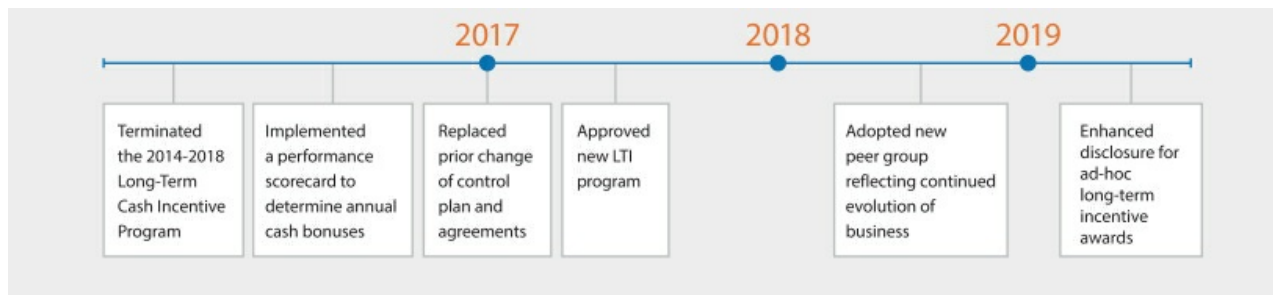 2017
2018
2019
Terminated
the 2014-2018
Long-Term
Cash Incentive
Program
Implemented
a performance
scorecard to
determine annual
cash bonuses
Replaced
prior change
of control
plan and
agreements
Approved
new LTI
program
Adopted new
peer group
reflecting continued
evolution of
business
Enhanced
disclosure for
ad-hoc
long-term
incentive
awards